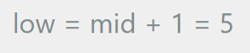 low = mid + 1 = 5